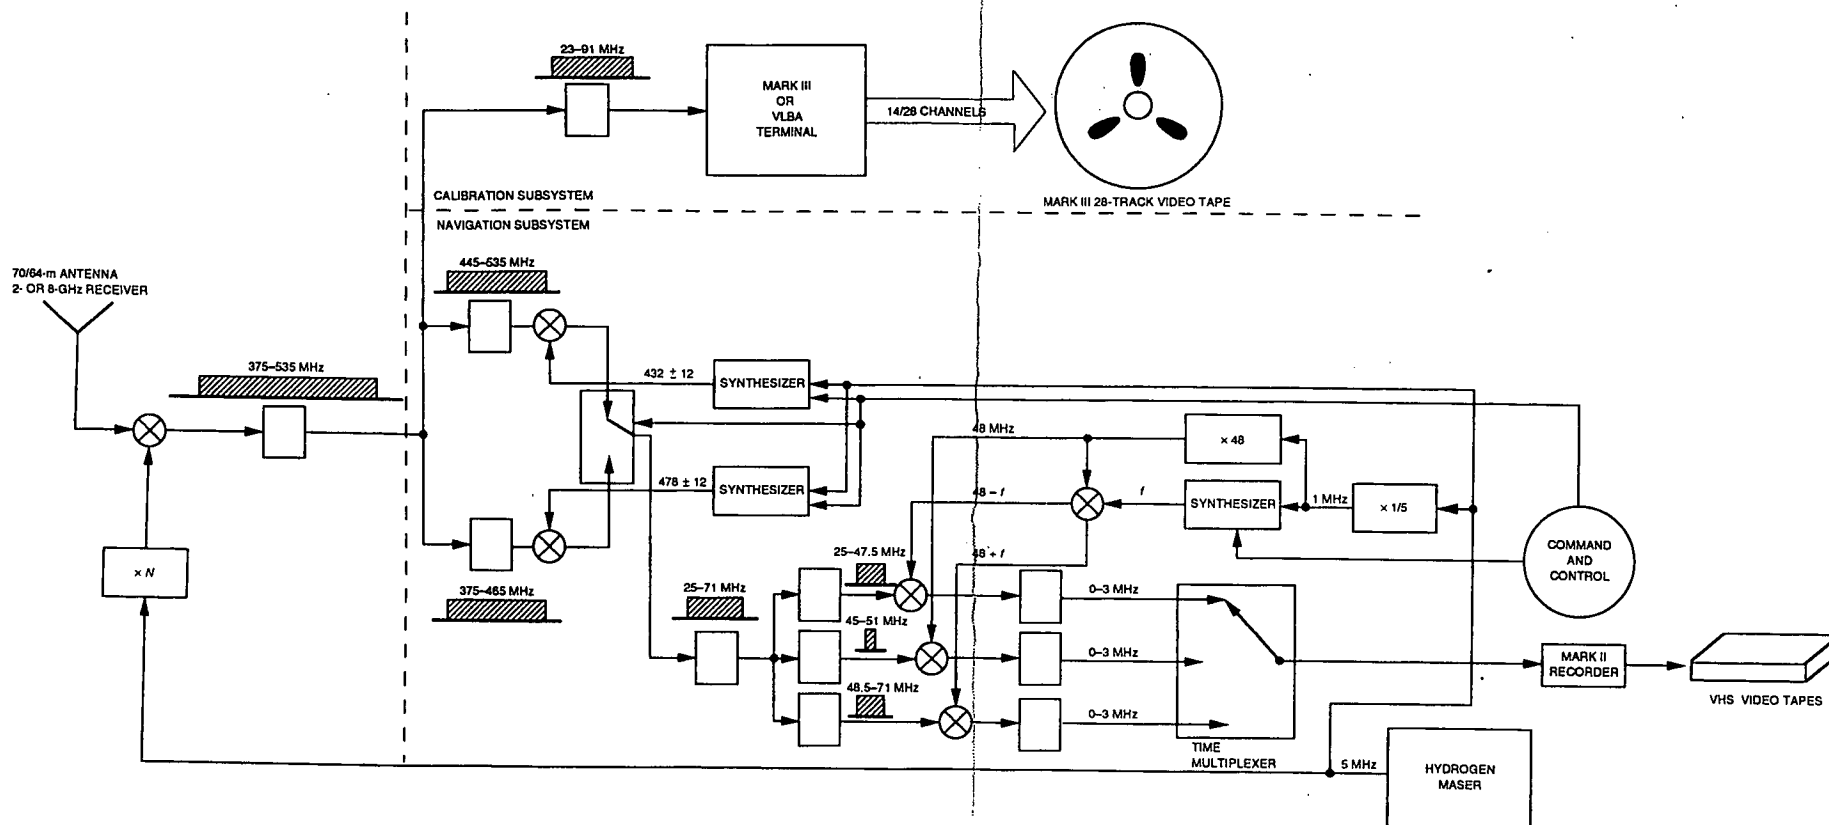 23–91 MHz
MARK III
OR
VLBA
TERMINAL
14/28 CHANNELS
CALIBRATION SUBSYSTEM
MARK III 28-TRACK VIDEO TAPE
NAVIGATION SUBSYSTEM
70/64-m ANTENNA
2- OR 8-GHz RECEIVER
445–535 MHz
375–535 MHz
432 ± 12
SYNTHESIZER
48 MHz
× 48
478 ± 12
SYNTHESIZER
48 – f
f
SYNTHESIZER
1 MHz
× 1/5
COMMAND
AND
CONTROL
× N
375–465 MHz
25–71 MHz
25–47.5 MHz
48 + f
0–3 MHz
45–51 MHz
0–3 MHz
48.5–71 MHz
0–3 MHz
MARK II
RECORDER
VHS VIDEO TAPES
TIME
MULTIPLEXER
5 MHz
HYDROGEN
MASER